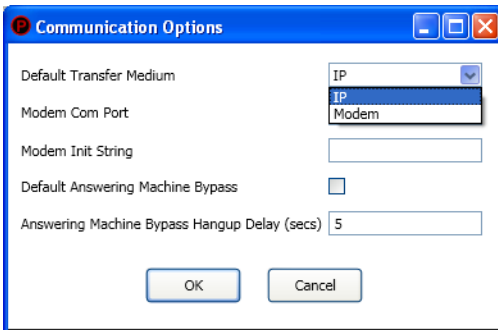 P Communication Options
Default Transfer Medium IP
IP
Modem Com Port Modem
Modem Init String
Default Answering Machine Bypass
Answering Machine Bypass Hangup Delay (secs) 5
OK Cancel